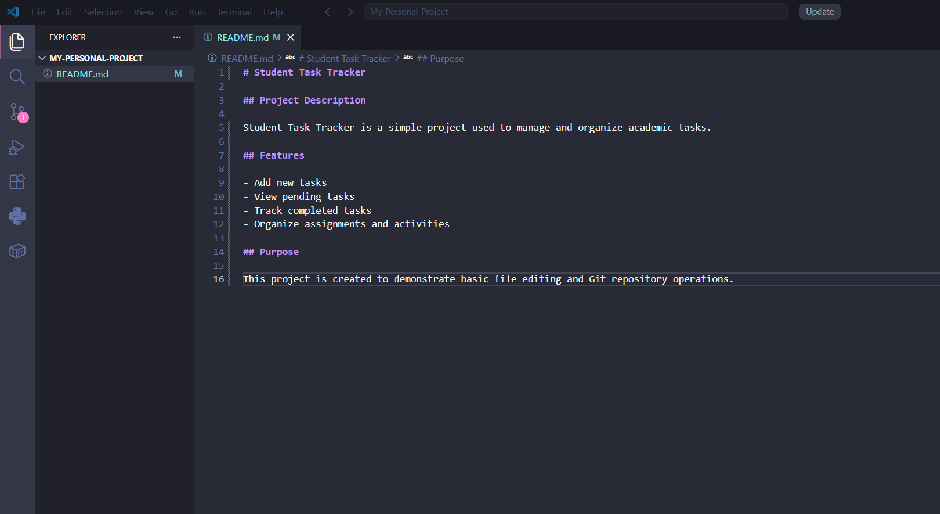 File Edit Selection View Go Run Terminal Help
My Personal Project
Update
EXPLORER ...
MY-PERSONAL-PROJECT
README.md M
1
README.md M
README.md > # Student Task Tracker > ## Purpose
1 # Student Task Tracker
2
3 ## Project Description
4
5 Student Task Tracker is a simple project used to manage and organize academic tasks.
6
7 ## Features
8
9 - Add new tasks
10 - View pending tasks
11 - Track completed tasks
12 - Organize assignments and activities
13
14 ## Purpose
15
16 This project is created to demonstrate basic file editing and Git repository operations.